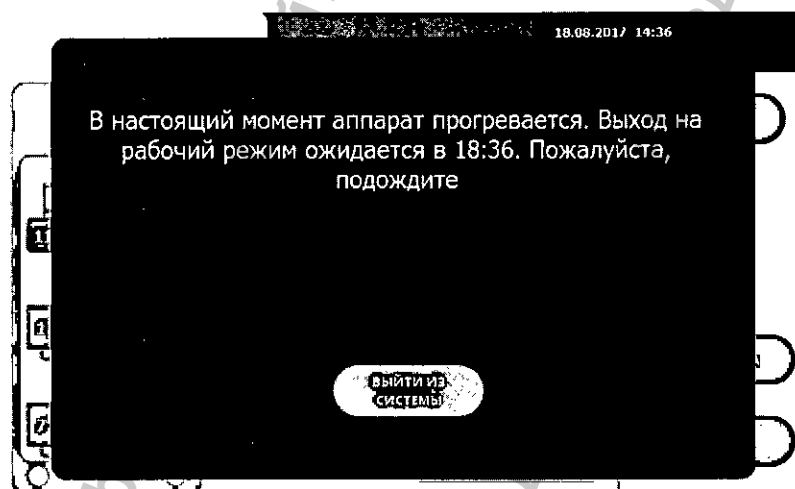 18.08.2017 14:36
В настоящий момент аппарат прогревается. Выход на
рабочий режим ожидается в 18:36. Пожалуйста,
подождите
ВЫЙТИ ИЗ
СИСТЕМЫ